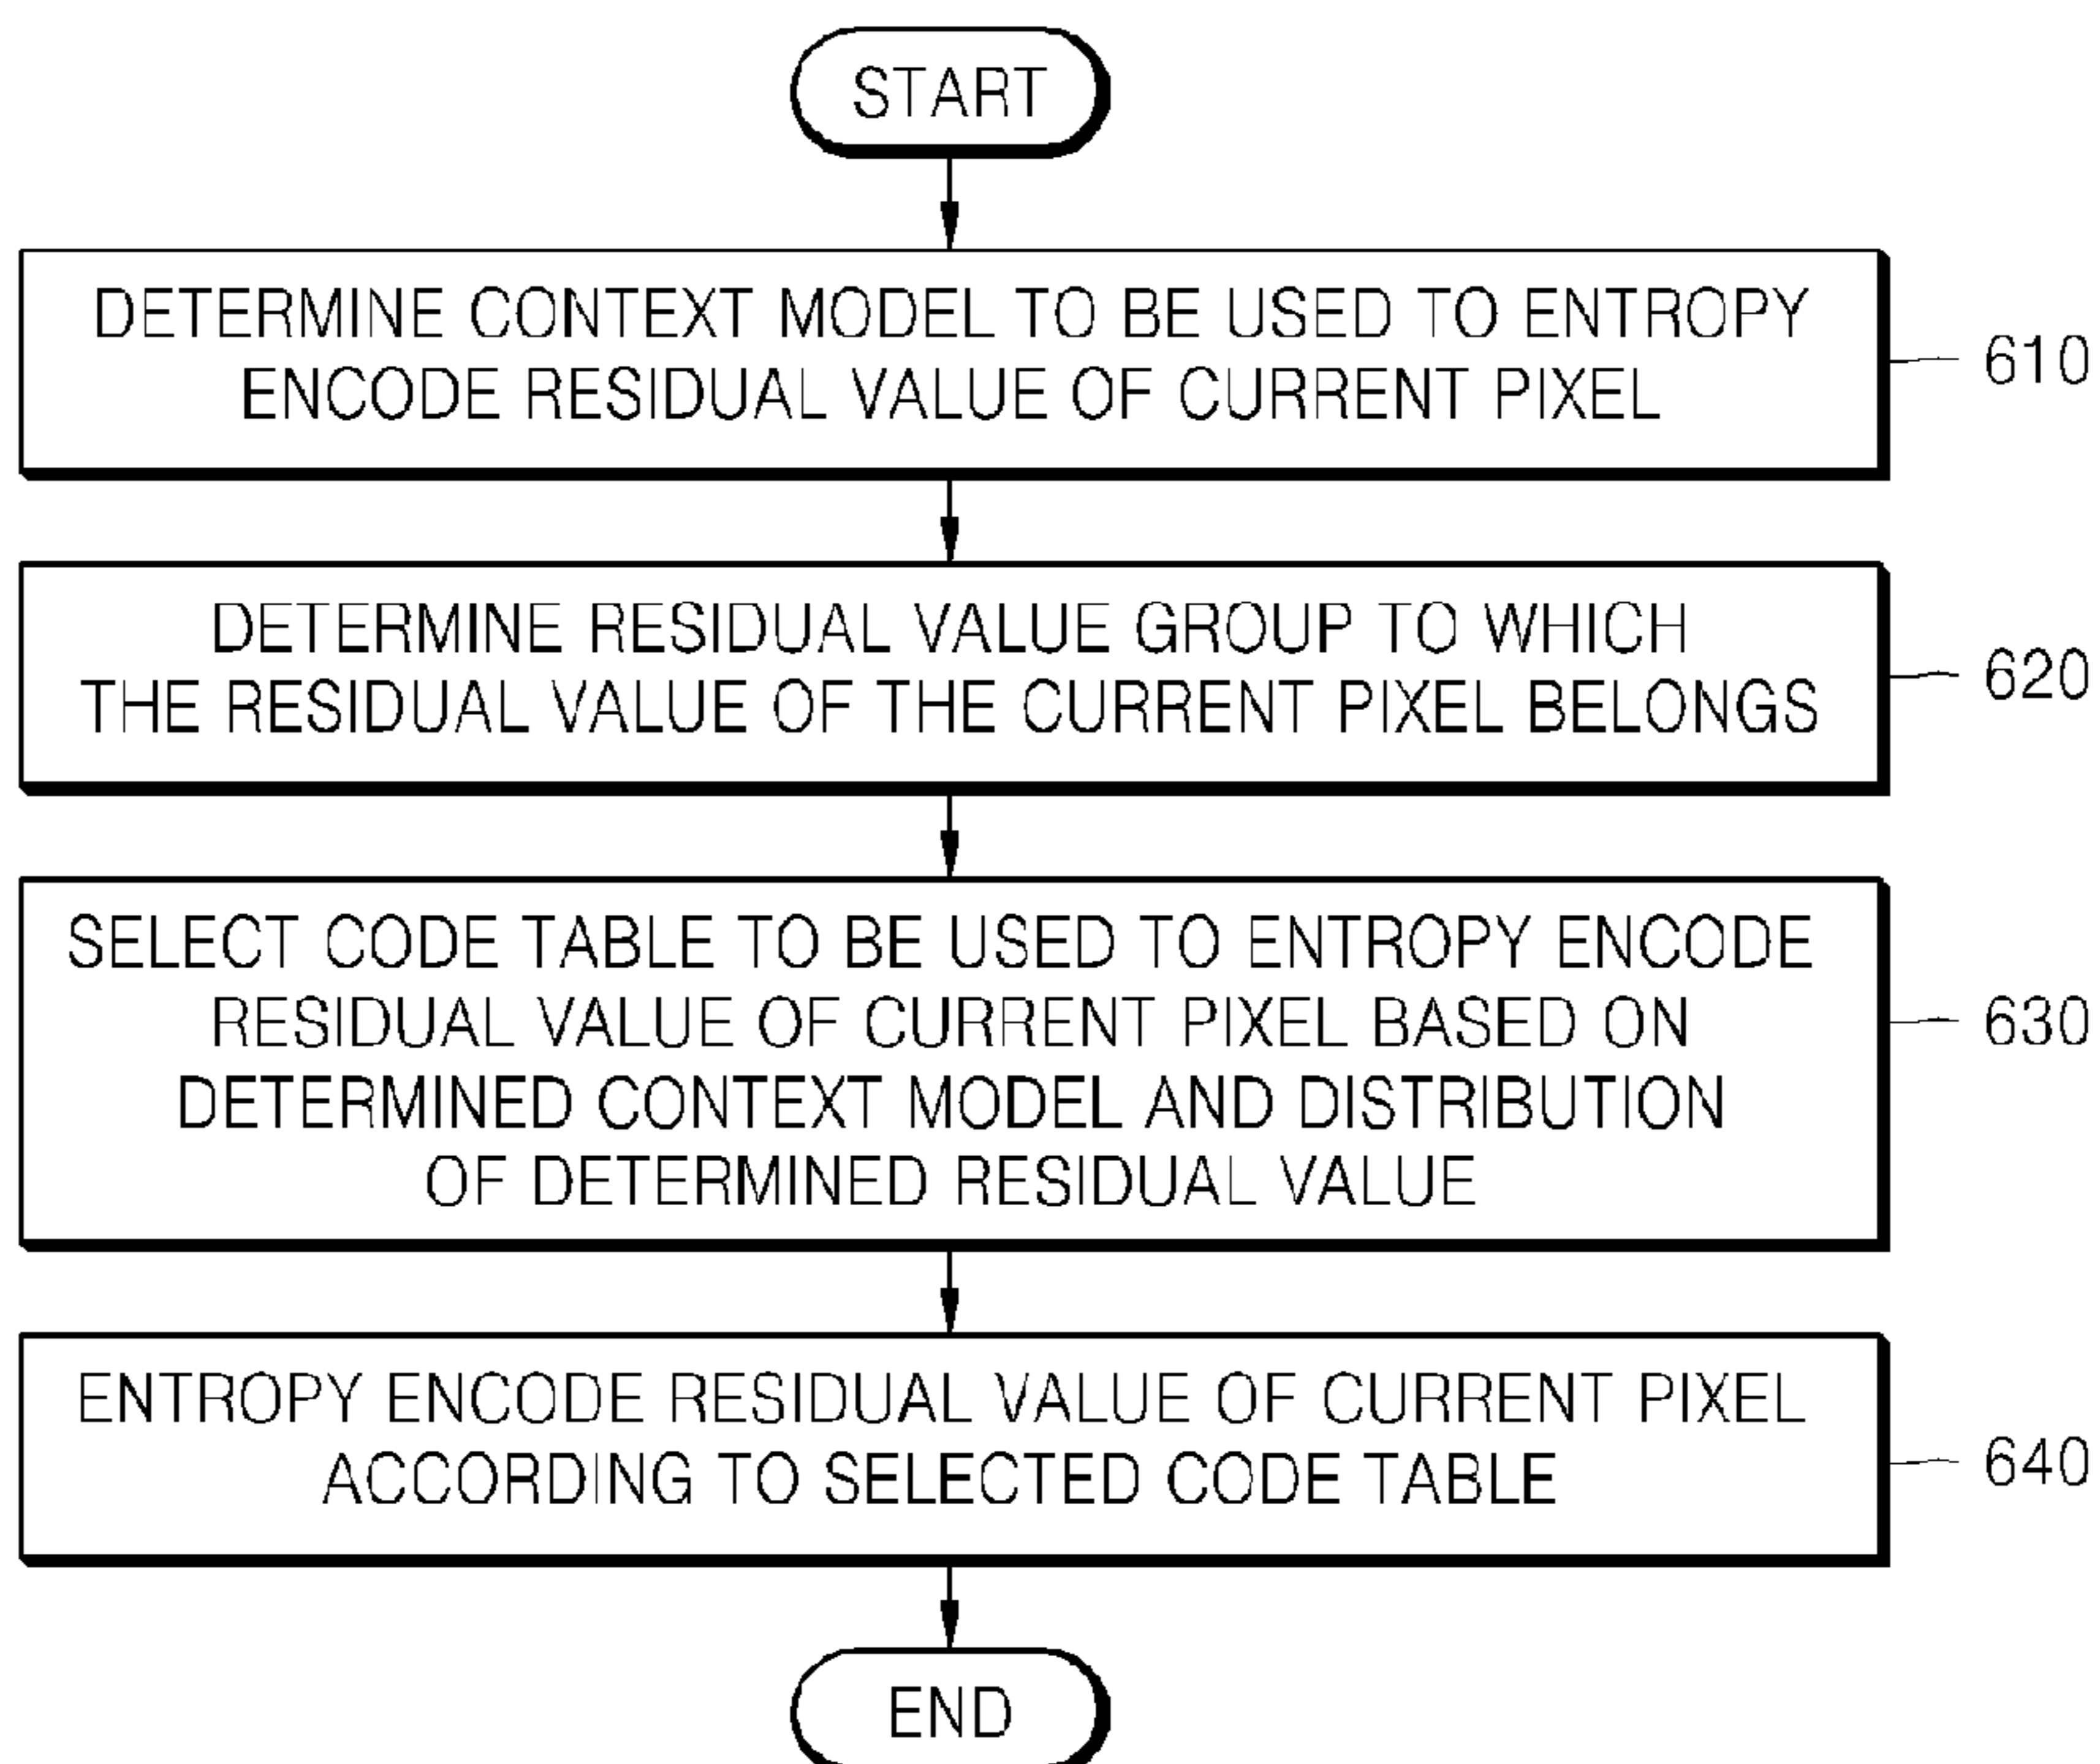 START
DETERMINE CONTEXT MODEL TO BE USED TO ENTROPY
ENCODE RESIDUAL VALUE OF CURRENT PIXEL
610
DETERMINE RESIDUAL VALUE GROUP TO WHICH
THE RESIDUAL VALUE OF THE CURRENT PIXEL BELONGS
620
SELECT CODE TABLE TO BE USED TO ENTROPY ENCODE
RESIDUAL VALUE OF CURRENT PIXEL BASED ON
DETERMINED CONTEXT MODEL AND DISTRIBUTION
OF DETERMINED RESIDUAL VALUE
630
ENTROPY ENCODE RESIDUAL VALUE OF CURRENT PIXEL
ACCORDING TO SELECTED CODE TABLE
640
END